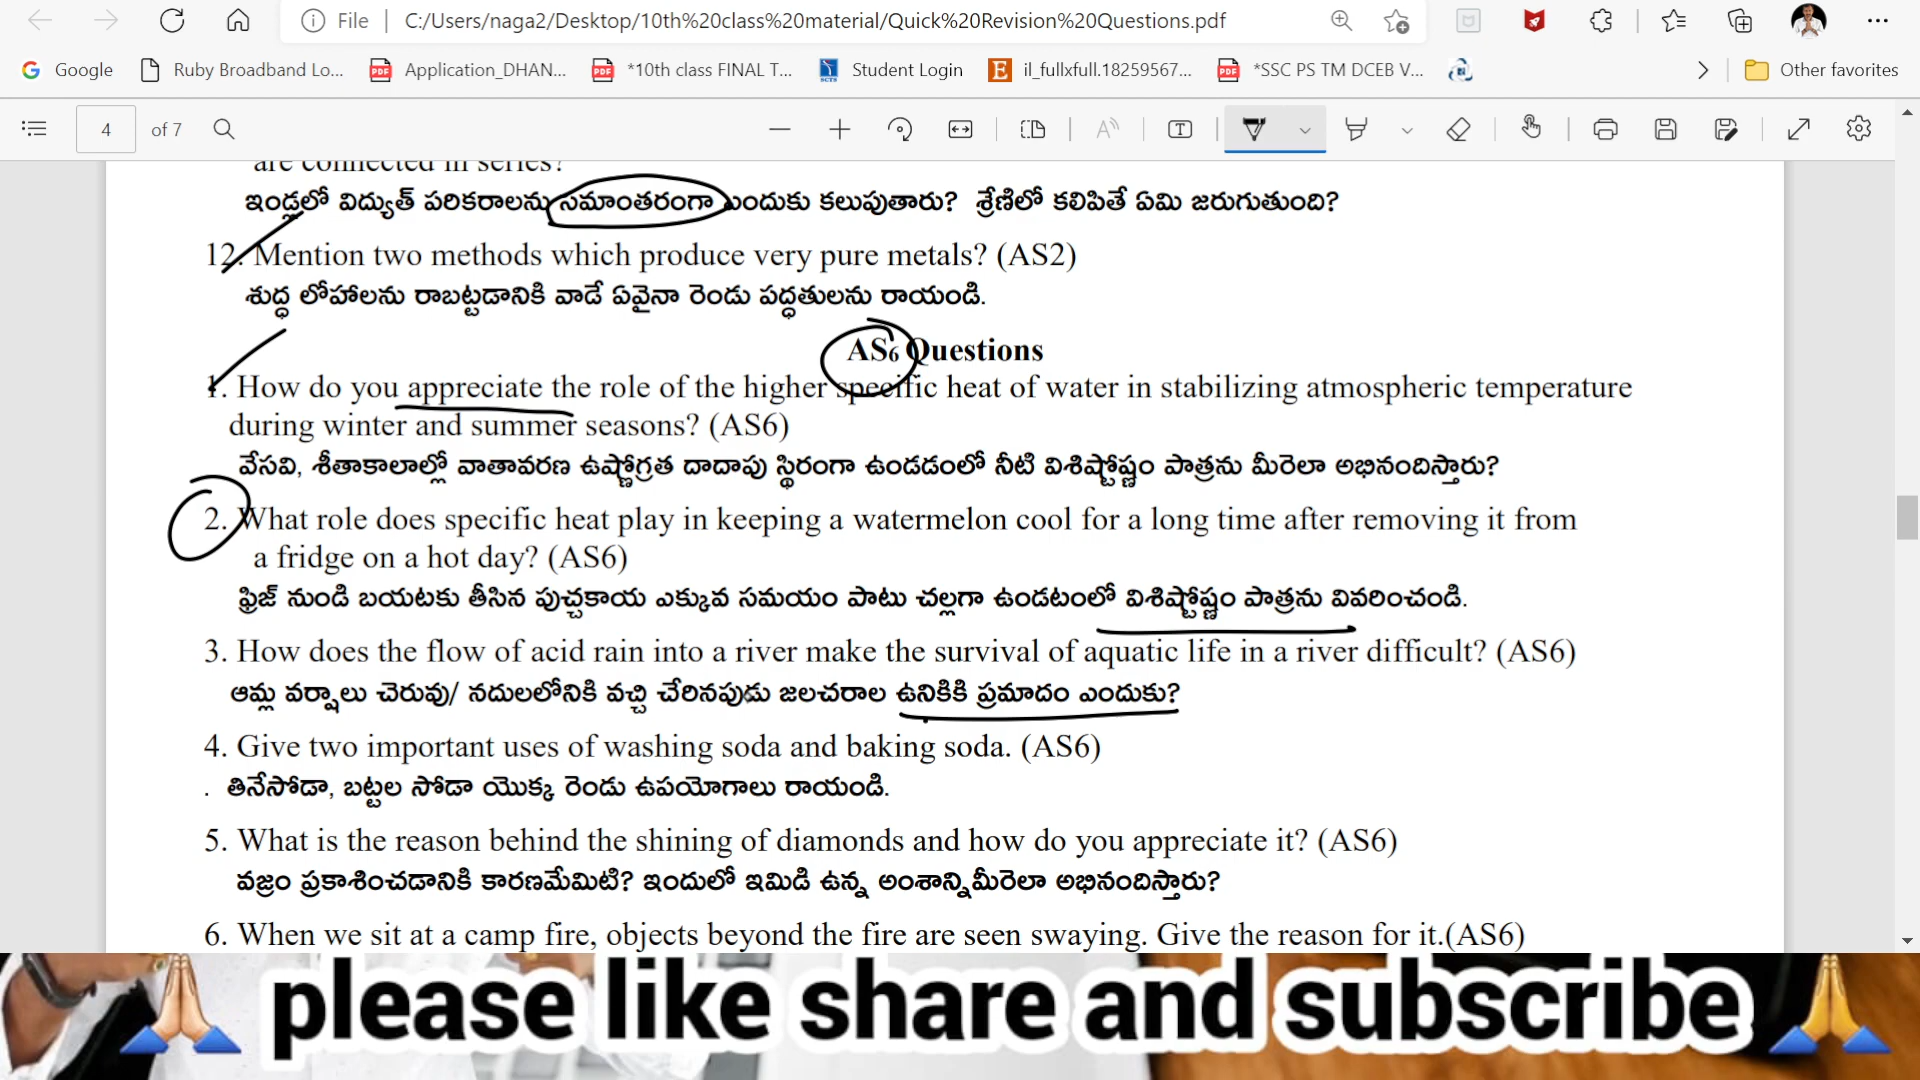 File
C:/Users/naga2/Desktop/10th%20class%20material/Quick%20Revision%20Questions.pdf
Google
Ruby Broadband Lo...
Application_DHAN...
*10th class FINAL T...
Student Login
il_fullxfull.18259567...
*SSC PS TM DCEB V...
Other favorites
4 of 7
are connected in series?
ఇండ్లలో విద్యుత్ పరికరాలను సమాంతరంగా ఎందుకు కలుపుతారు? శ్రేణిలో కలిపితే ఏమి జరుగుతుంది?
12. Mention two methods which produce very pure metals? (AS2)
శుద్ధ లోహాలను రాబట్టడానికి వాడే ఏవైనా రెండు పద్ధతులను రాయండి.
AS6 Questions
1. How do you appreciate the role of the higher specific heat of water in stabilizing atmospheric temperature
during winter and summer seasons? (AS6)
వేసవి, శీతాకాలాల్లో వాతావరణ ఉష్ణోగ్రత దాదాపు స్థిరంగా ఉండడంలో నీటి విశిష్టోష్ణం పాత్రను మీరెలా అభినందిస్తారు?
2. What role does specific heat play in keeping a watermelon cool for a long time after removing it from
a fridge on a hot day? (AS6)
ఫ్రిజ్ నుండి బయటకు తీసిన పుచ్చకాయ ఎక్కువ సమయం పాటు చల్లగా ఉండటంలో విశిష్టోష్ణం పాత్రను వివరించండి.
3. How does the flow of acid rain into a river make the survival of aquatic life in a river difficult? (AS6)
ఆమ్ల వర్షాలు చెరువు/ నదులలోనికి వచ్చి చేరినపుడు జలచరాల ఉనికికి ప్రమాదం ఎందుకు?
4. Give two important uses of washing soda and baking soda. (AS6)
. తినేసోడా, బట్టల సోడా యొక్క రెండు ఉపయోగాలు రాయండి.
5. What is the reason behind the shining of diamonds and how do you appreciate it? (AS6)
వజ్రం ప్రకాశించడానికి కారణమేమిటి? ఇందులో ఇమిడి ఉన్న అంశాన్నిమీరెలా అభినందిస్తారు?
6. When we sit at a camp fire, objects beyond the fire are seen swaying. Give the reason for it.(AS6)
please like share and subscribe